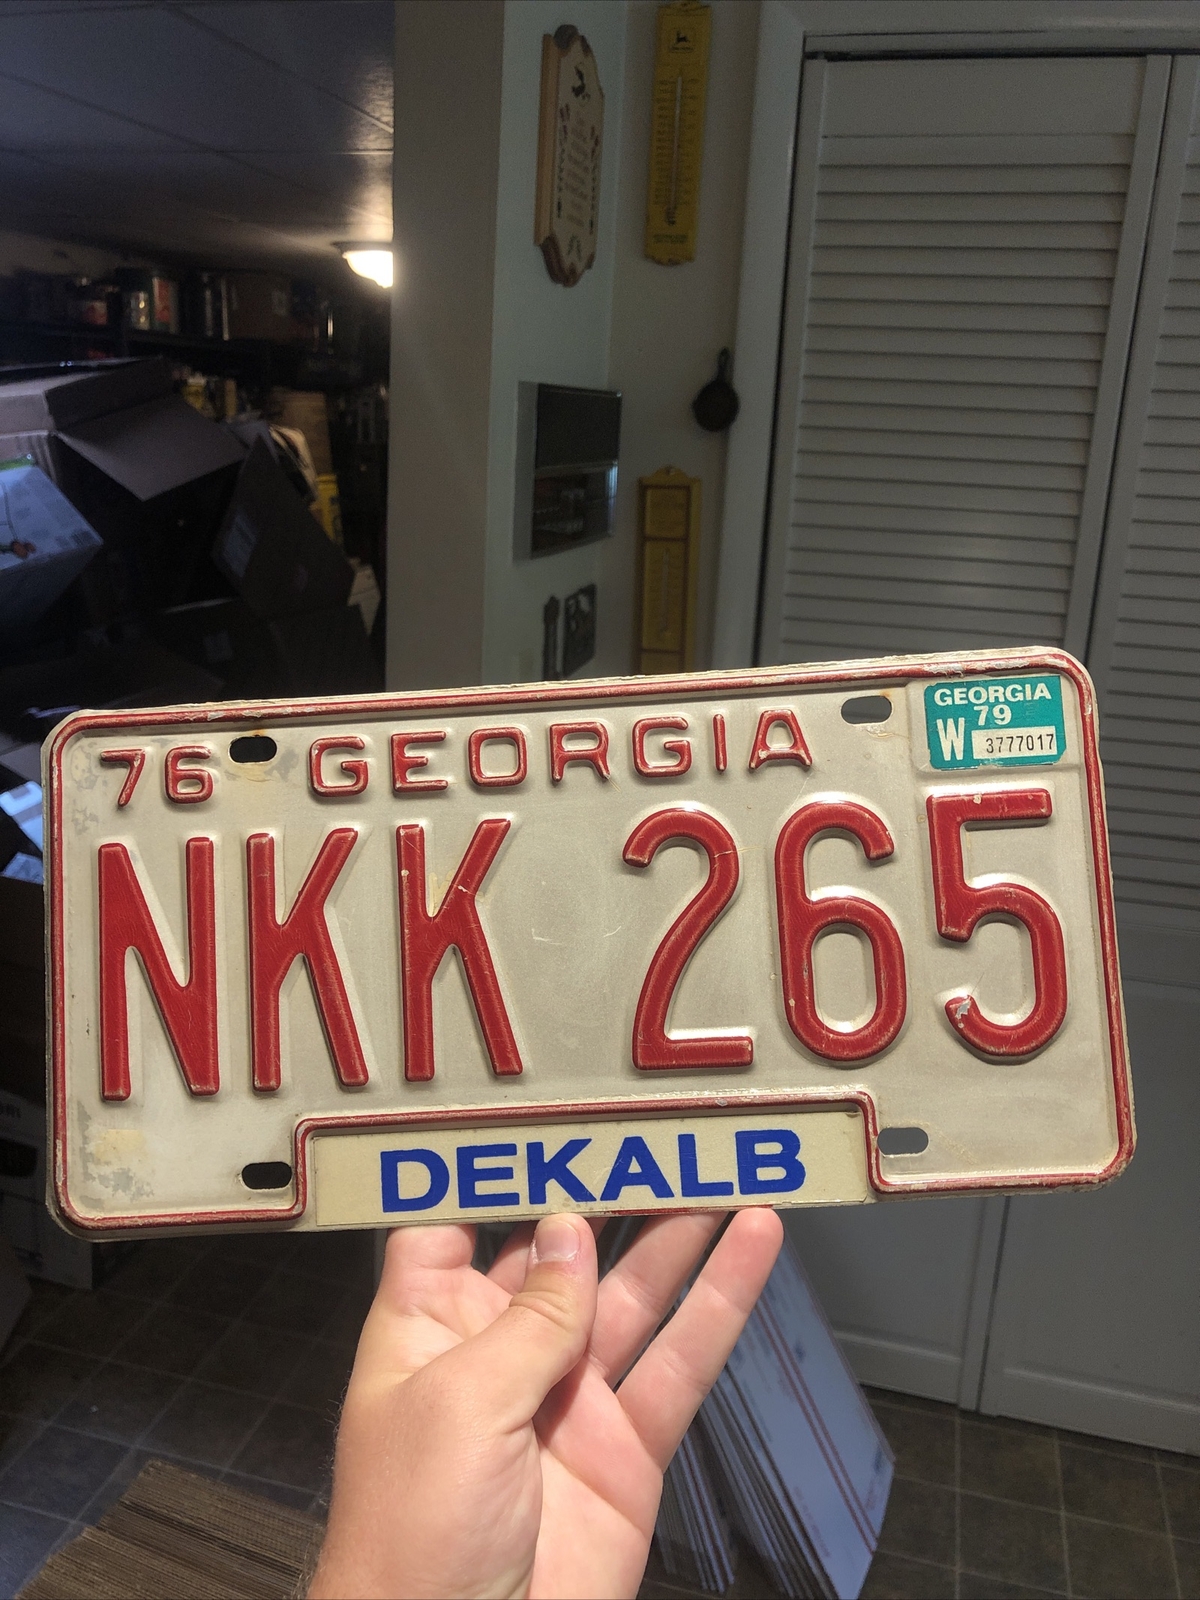 76 GEORGIA
GEORGIA
79
W 3777017
NKK 265
DEKALB